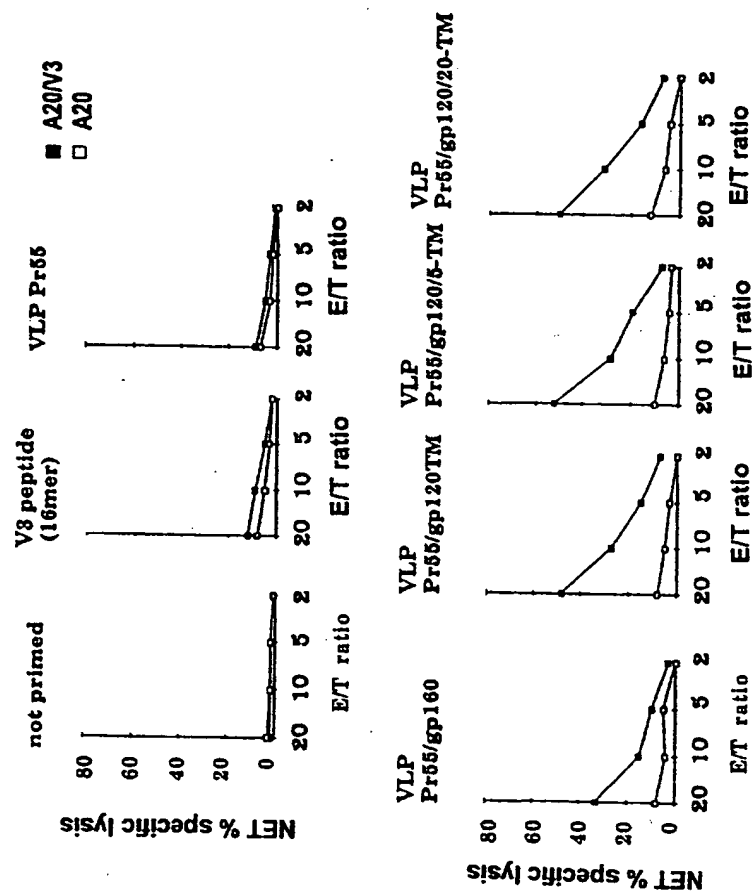 ■ A20/V3
□ A20
not primed
V3 peptide
(16mer)
VLP Pr55
NET % specific lysis
80
60
40
20
0
20 10 5 2
E/T ratio
20 10 5 2
E/T ratio
20 10 5 2
E/T ratio
VLP
Pr55/gp160
VLP
Pr55/gp120TM
VLP
Pr55/gp120/5-TM
VLP
Pr55/gp120/20-TM
NET % specific lysis
80
60
40
20
0
20 10 5 2
E/T ratio
20 10 5 2
E/T ratio
20 10 5 2
E/T ratio
20 10 5 2
E/T ratio